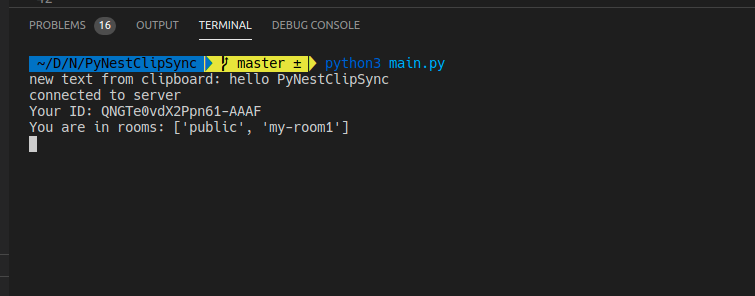 PROBLEMS 16 OUTPUT TERMINAL DEBUG CONSOLE
~/D/N/PyNestClipSync master ± python3 main.py
new text from clipboard: hello PyNestClipSync
connected to server
Your ID: QNGTe0vdX2Ppn61-AAAF
You are in rooms: ['public', 'my-room1']